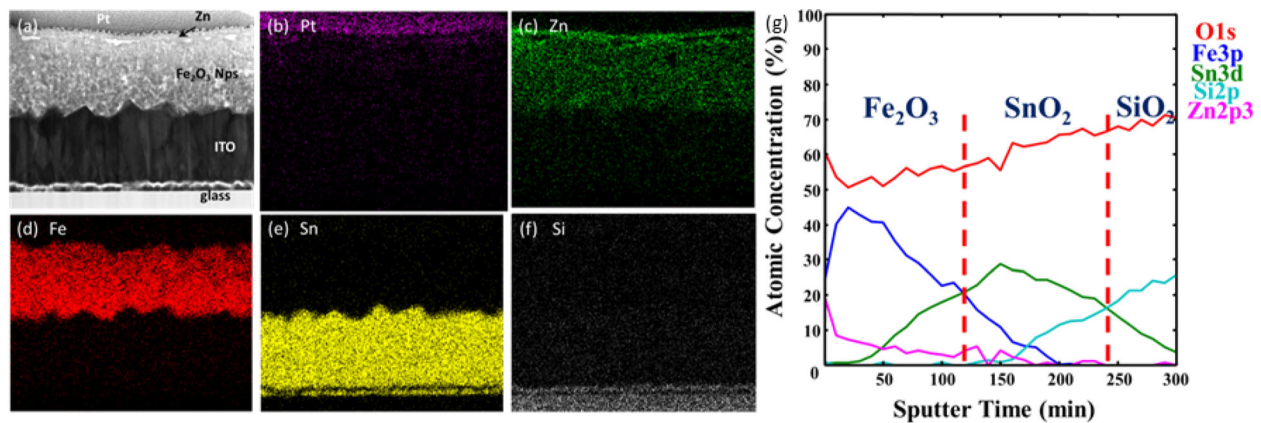 (a)
Zn
Pt
Fe₂O₃ Nps
ITO
glass
(b) Pt
(c) Zn
(d) Fe
(e) Sn
(f) Si
(g)
Atomic Concentration (%)
100
90
80
70
60
50
40
30
20
10
0
Fe₂O₃
SnO₂
SiO₂
O1s
Fe3p
Sn3d
Si2p
Zn2p3
0
50
100
150
200
250
300
Sputter Time (min)